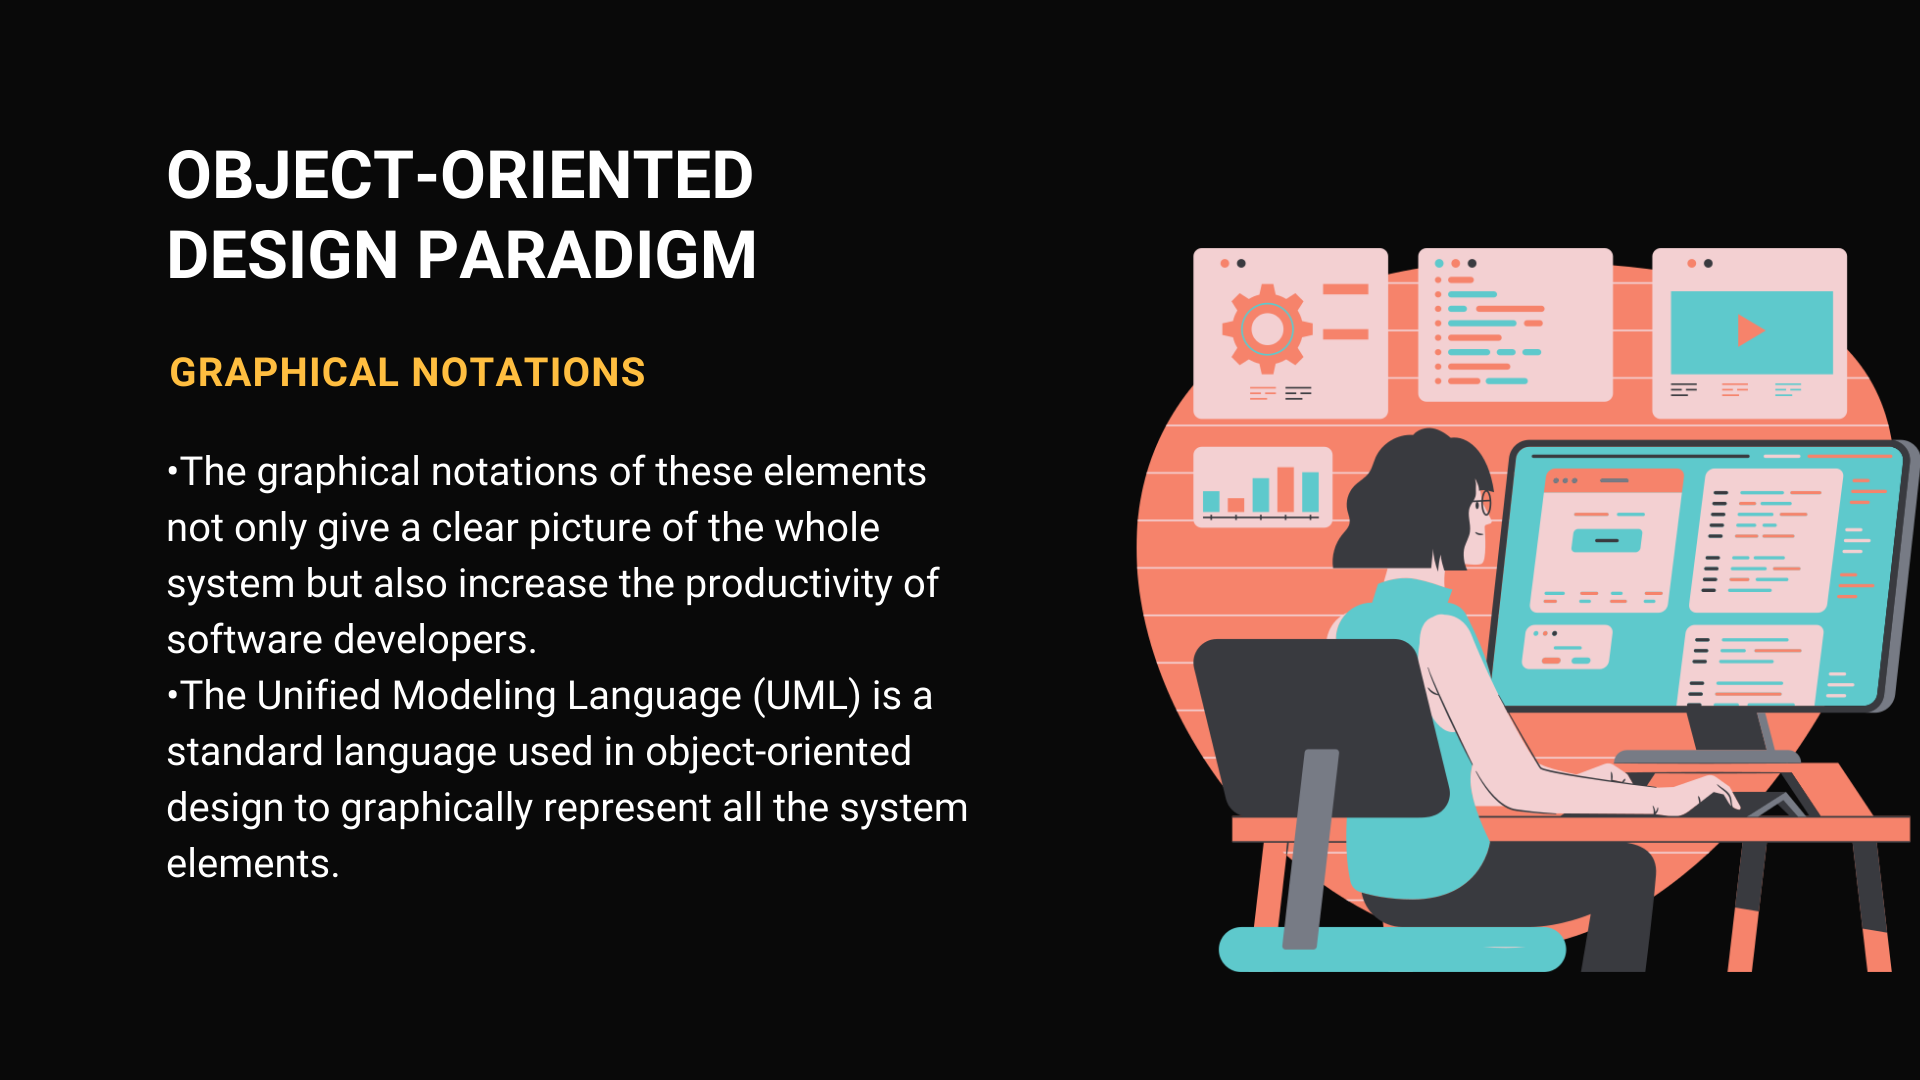 OBJECT-ORIENTED
DESIGN PARADIGM
GRAPHICAL NOTATIONS
•The graphical notations of these elements
not only give a clear picture of the whole
system but also increase the productivity of
software developers.
•The Unified Modeling Language (UML) is a
standard language used in object-oriented
design to graphically represent all the system
elements.